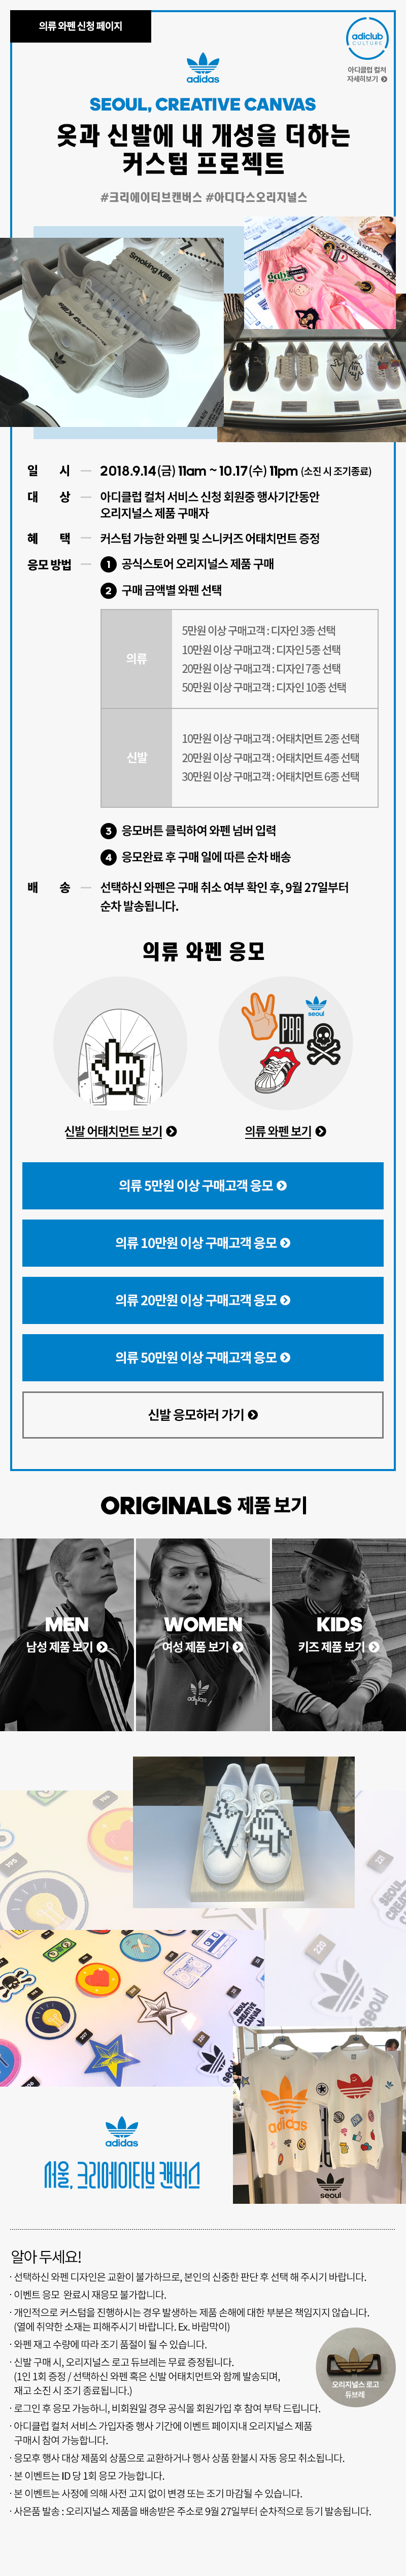 의류 와펜 신청 페이지
adiclub
CULTURE
아디클럽 컬처
자세히보기
adidas
SEOUL, CREATIVE CANVAS
옷과 신발에 내 개성을 더하는
커스텀 프로젝트
#크리에이티브캔버스 #아디다스오리지널스
Smoking Kills
일 시 — 2018.9.14(금) 11am ~ 10.17(수) 11pm (소진 시 조기종료)
대 상 — 아디클럽 컬처 서비스 신청 회원중 행사기간동안
오리지널스 제품 구매자
혜 택 — 커스텀 가능한 와펜 및 스니커즈 어태치먼트 증정
응모 방법 — 1 공식스토어 오리지널스 제품 구매
2 구매 금액별 와펜 선택
의류
5만원 이상 구매고객 : 디자인 3종 선택
10만원 이상 구매고객 : 디자인 5종 선택
20만원 이상 구매고객 : 디자인 7종 선택
50만원 이상 구매고객 : 디자인 10종 선택
신발
10만원 이상 구매고객 : 어태치먼트 2종 선택
20만원 이상 구매고객 : 어태치먼트 4종 선택
30만원 이상 구매고객 : 어태치먼트 6종 선택
3 응모버튼 클릭하여 와펜 넘버 입력
4 응모완료 후 구매 일에 따른 순차 배송
배 송 — 선택하신 와펜은 구매 취소 여부 확인 후, 9월 27일부터
순차 발송됩니다.
의류 와펜 응모
seoul
신발 어태치먼트 보기
의류 와펜 보기
의류 5만원 이상 구매고객 응모
의류 10만원 이상 구매고객 응모
의류 20만원 이상 구매고객 응모
의류 50만원 이상 구매고객 응모
신발 응모하러 가기
ORIGINALS 제품 보기
MEN
남성 제품 보기
WOMEN
여성 제품 보기
KIDS
키즈 제품 보기
adidas
220
seoul
SEOUL
CREATIVE
CANVAS
adidas
seoul
adidas
서울, 크리에이티브 캔버스
알아 두세요!
· 선택하신 와펜 디자인은 교환이 불가하므로, 본인의 신중한 판단 후 선택 해 주시기 바랍니다.
· 이벤트 응모 완료시 재응모 불가합니다.
· 개인적으로 커스텀을 진행하시는 경우 발생하는 제품 손해에 대한 부분은 책임지지 않습니다.
(열에 취약한 소재는 피해주시기 바랍니다. Ex. 바람막이)
· 와펜 재고 수량에 따라 조기 품절이 될 수 있습니다.
· 신발 구매 시, 오리지널스 로고 듀브레는 무료 증정됩니다.
(1인 1회 증정 / 선택하신 와펜 혹은 신발 어태치먼트와 함께 발송되며,
재고 소진 시 조기 종료됩니다.)
오리지널스 로고
듀브레
· 로그인 후 응모 가능하니, 비회원일 경우 공식몰 회원가입 후 참여 부탁 드립니다.
· 아디클럽 컬처 서비스 가입자중 행사 기간에 이벤트 페이지내 오리지널스 제품
구매시 참여 가능합니다.
· 응모후 행사 대상 제품외 상품으로 교환하거나 행사 상품 환불시 자동 응모 취소됩니다.
· 본 이벤트는 ID 당 1회 응모 가능합니다.
· 본 이벤트는 사정에 의해 사전 고지 없이 변경 또는 조기 마감될 수 있습니다.
· 사은품 발송 : 오리지널스 제품을 배송받은 주소로 9월 27일부터 순차적으로 등기 발송됩니다.